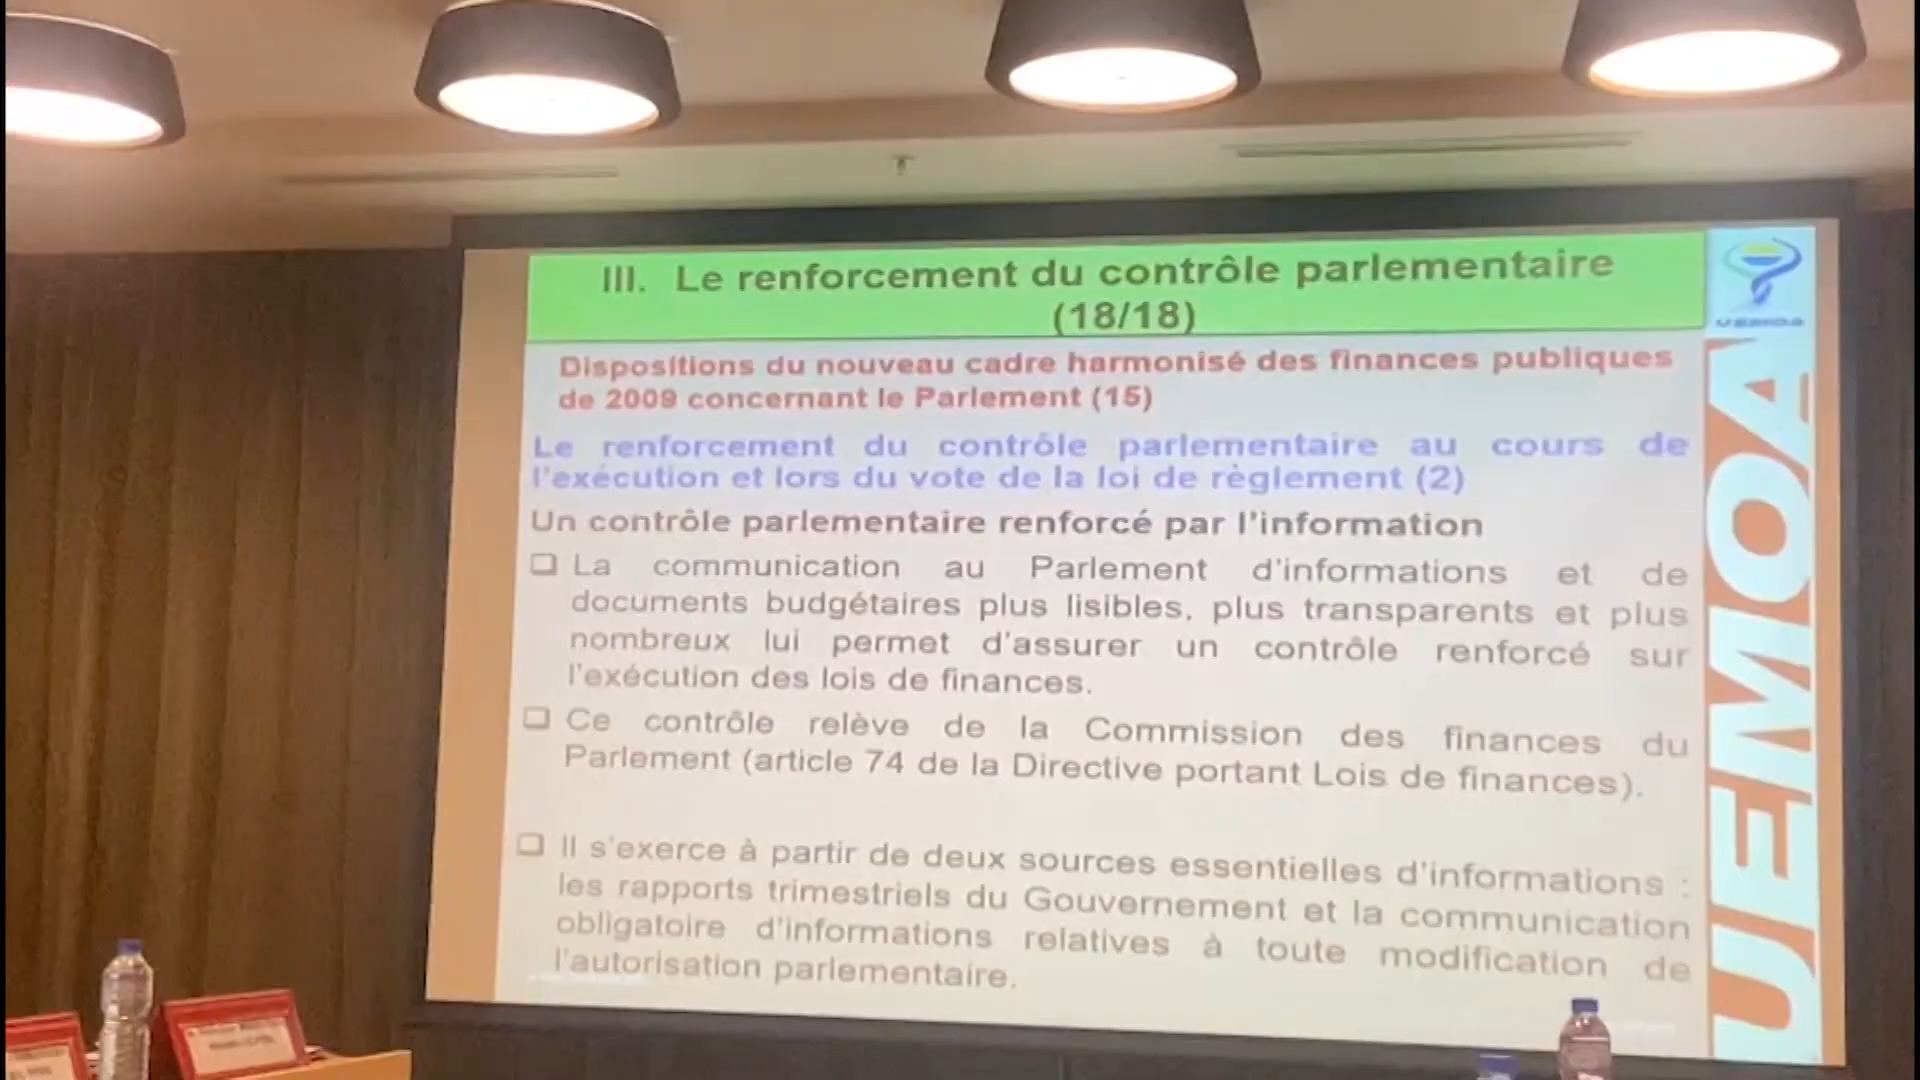 III. Le renforcement du contrôle parlementaire
(18/18)
Dispositions du nouveau cadre harmonisé des finances publiques
de 2009 concernant le Parlement (15)
Le renforcement du contrôle parlementaire au cours de
l'exécution et lors du vote de la loi de règlement (2)
Un contrôle parlementaire renforcé par l'information
La communication au Parlement d'informations et de
documents budgétaires plus lisibles, plus transparents et plus
nombreux lui permet d'assurer un contrôle renforcé sur
l'exécution des lois de finances.
Ce contrôle relève de la Commission des finances du
Parlement (article 74 de la Directive portant Lois de finances).
Il s'exerce à partir de deux sources essentielles d'informations :
les rapports trimestriels du Gouvernement et la communication
obligatoire d'informations relatives à toute modification de
l'autorisation parlementaire.
UEMOA
UEMOA